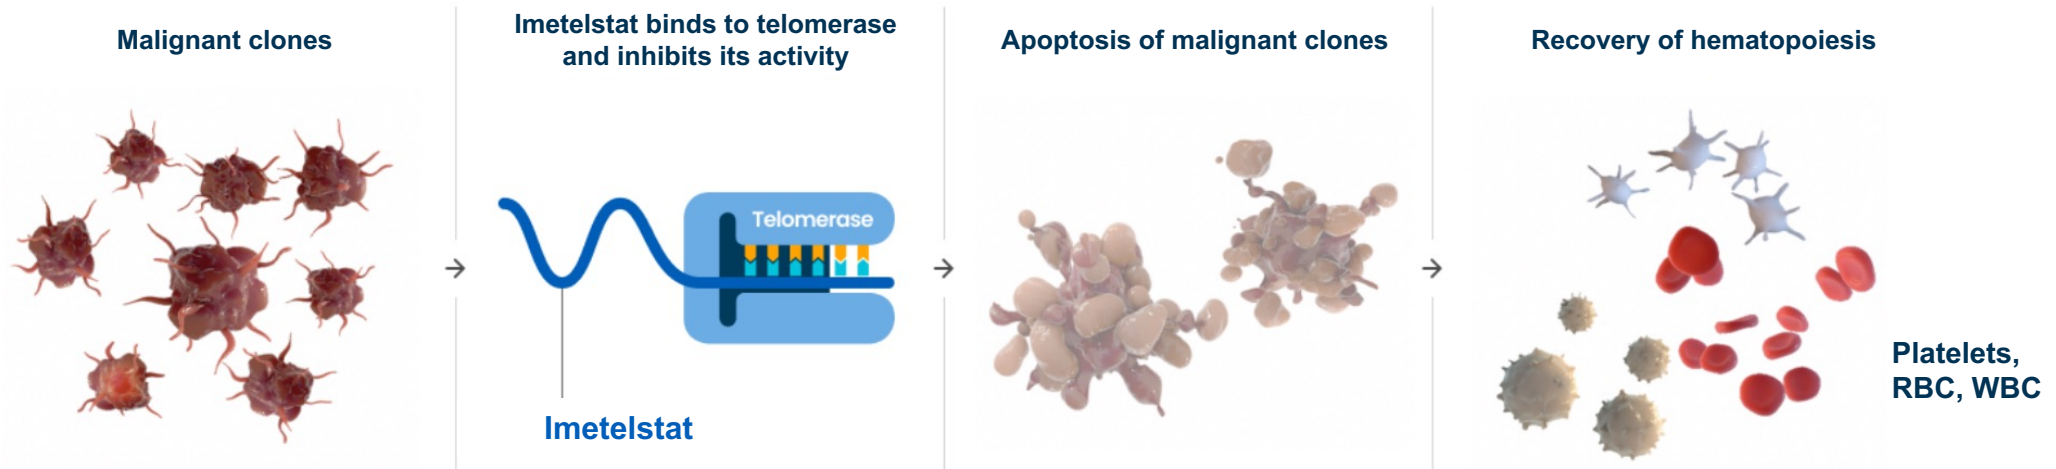 Malignant clones
Imetelstat binds to telomerase
and inhibits its activity
Apoptosis of malignant clones
Recovery of hematopoiesis
Telomerase
Imetelstat
Platelets,
RBC, WBC